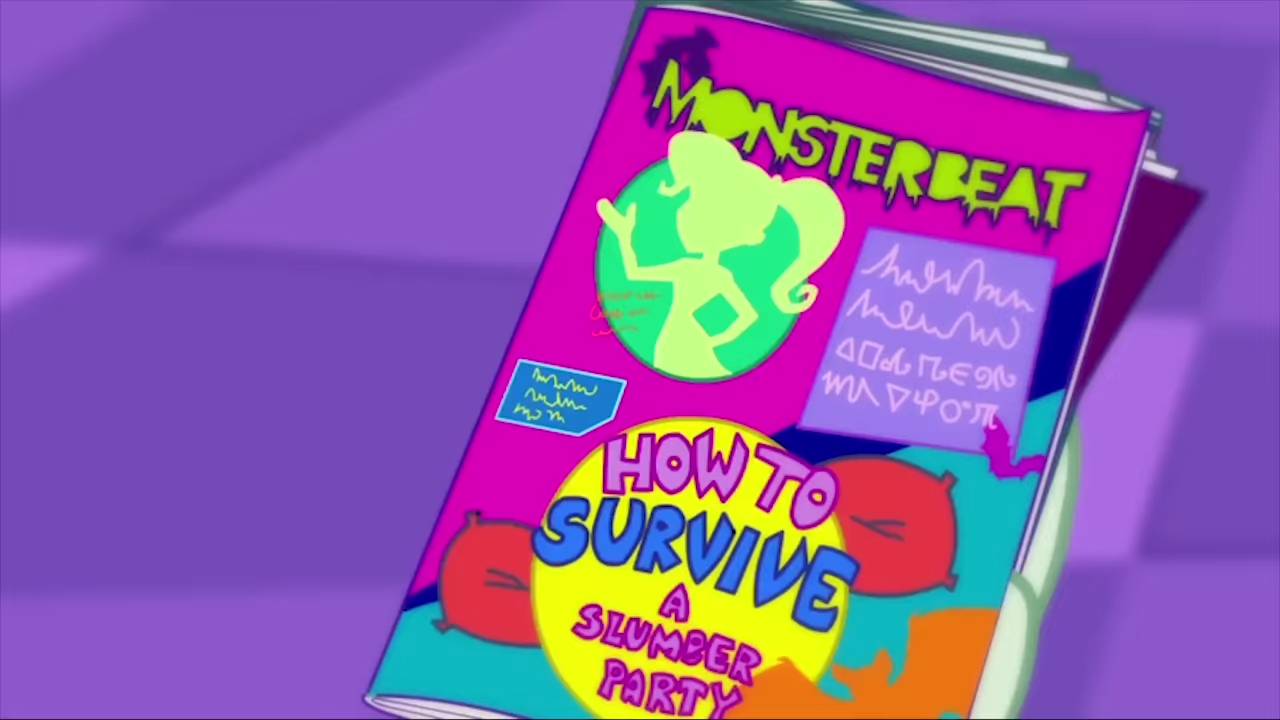 MONSTERBEAT
HOW TO
SURVIVE
A
SLUMBER
PARTY